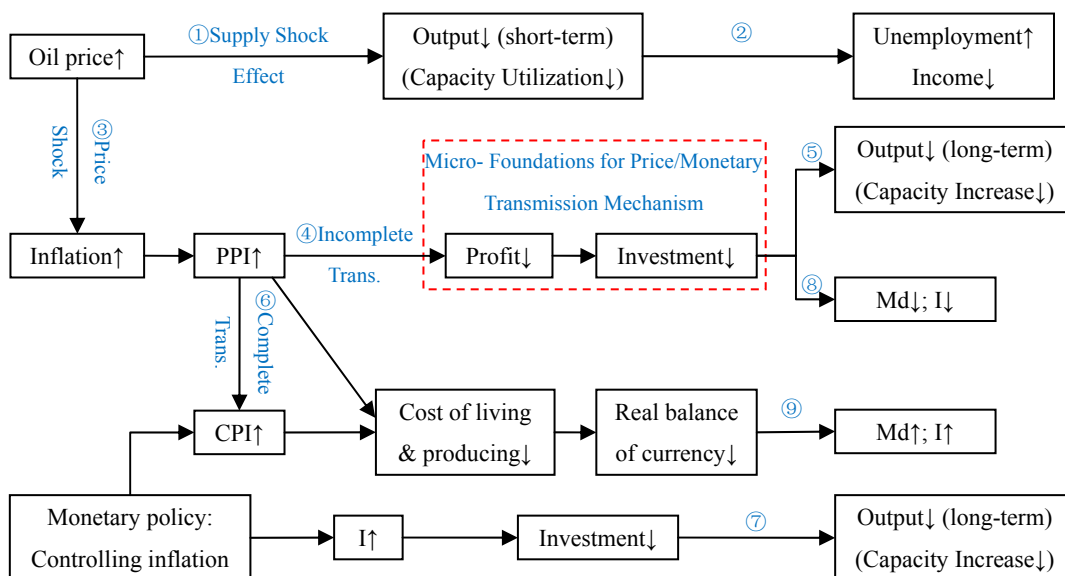 Oil price↑
①Supply Shock
Effect
Output↓ (short-term)
(Capacity Utilization↓)
②
Unemployment↑
Income↓
③Price
Shock
Micro- Foundations for Price/Monetary
Transmission Mechanism
⑤
Output↓ (long-term)
(Capacity Increase↓)
Inflation↑
PPI↑
④Incomplete
Trans.
Profit↓
Investment↓
⑧
Md↓; I↓
⑥Complete
Trans.
CPI↑
Cost of living
& producing↓
Real balance
of currency↓
⑨
Md↑; I↑
Monetary policy:
Controlling inflation
I↑
Investment↓
⑦
Output↓ (long-term)
(Capacity Increase↓)